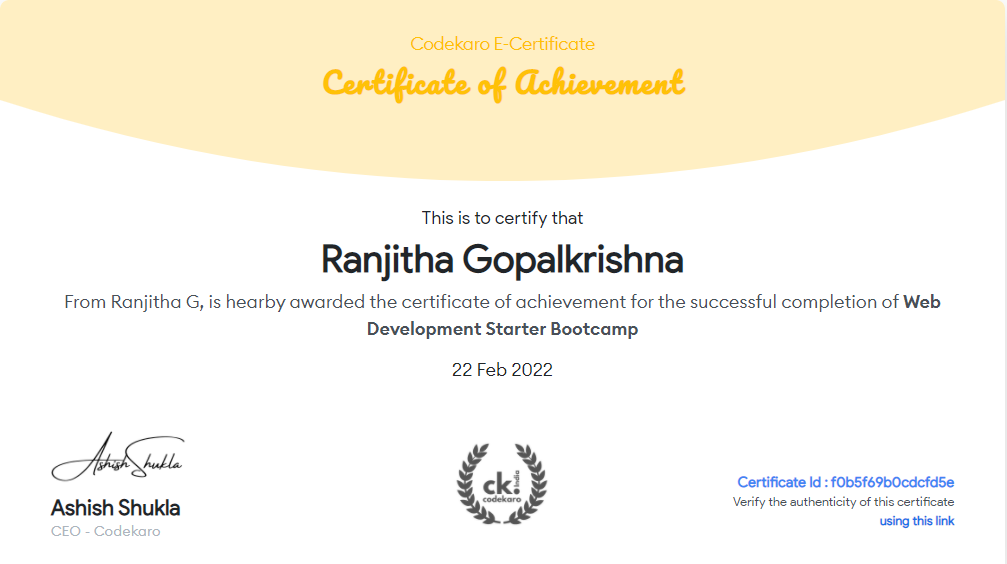 Codekaro E-Certificate
Certificate of Achievement
This is to certify that
Ranjitha Gopalkrishna
From Ranjitha G, is hearby awarded the certificate of achievement for the successful completion of Web
Development Starter Bootcamp
22 Feb 2022
Ashish Shukla
Ashish Shukla
CEO - Codekaro
ck.
India
codekaro
Certificate Id : f0b5f69b0cdcfd5e
Verify the authenticity of this certificate
using this link